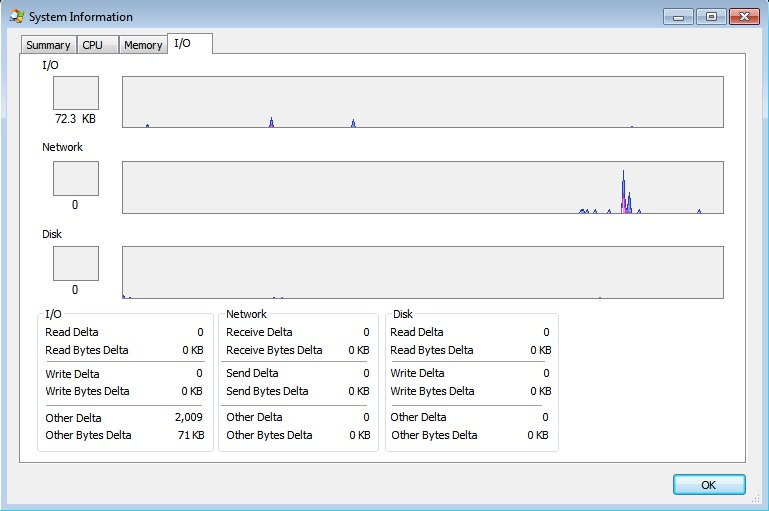 System Information
Summary CPU Memory I/O
I/O
72.3 KB
Network
0
Disk
0
I/O Network Disk
Read Delta 0 Receive Delta 0 Read Delta 0
Read Bytes Delta 0 KB Receive Bytes Delta 0 KB Read Bytes Delta 0 KB
Write Delta 0 Send Delta 0 Write Delta 0
Write Bytes Delta 0 KB Send Bytes Delta 0 KB Write Bytes Delta 0 KB
Other Delta 2,009 Other Delta 0 Other Delta 0
Other Bytes Delta 71 KB Other Bytes Delta 0 KB Other Bytes Delta 0 KB
OK